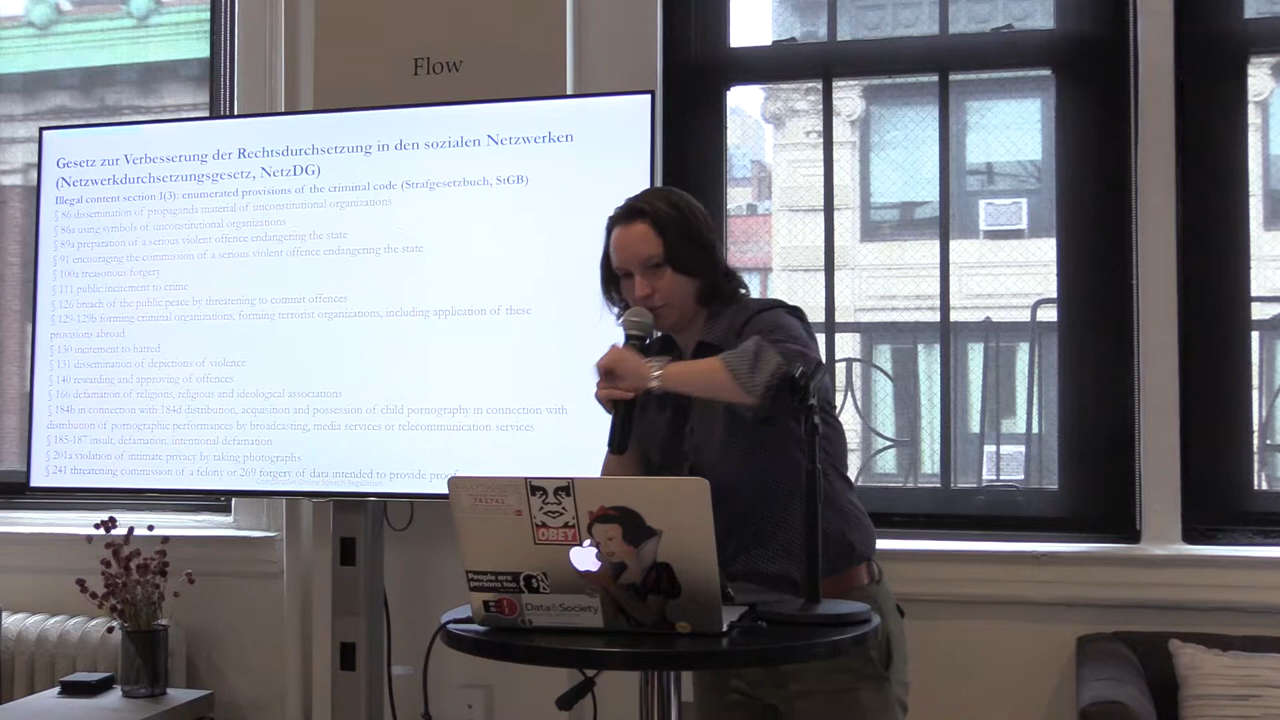 Flow
Gesetz zur Verbesserung der Rechtsdurchsetzung in den sozialen Netzwerken
(Netzwerkdurchsetzungsgesetz, NetzDG)
Illegal content section 1(3): enumerated provisions of the criminal code (Strafgesetzbuch, StGB)
§ 86 dissemination of propaganda material of unconstitutional organizations
§ 86a using symbols of unconstitutional organizations
§ 89a preparation of a serious violent offence endangering the state
§ 91 encouraging the commission of a serious violent offence endangering the state
§ 100a treasonous forgery
§ 111 public incitement to crime
§ 126 breach of the public peace by threatening to commit offences
§ 129-129b forming criminal organizations, forming terrorist organizations, including application of these
provisions abroad
§ 130 incitement to hatred
§ 131 dissemination of depictions of violence
§ 140 rewarding and approving of offences
§ 166 defamation of religions, religious and ideological associations
§ 184b in connection with 184d distribution, acquisition and possession of child pornography in connection with
distribution of pornographic performances by broadcasting, media services or telecommunication services
§ 185-187 insult, defamation, intentional defamation
§ 201a violation of intimate privacy by taking photographs
§ 241 threatening commission of a felony or 269 forgery of data intended to provide proof
Comparative Online Speech Regulation
741741
OBEY
People are
persons too.
Data&Society